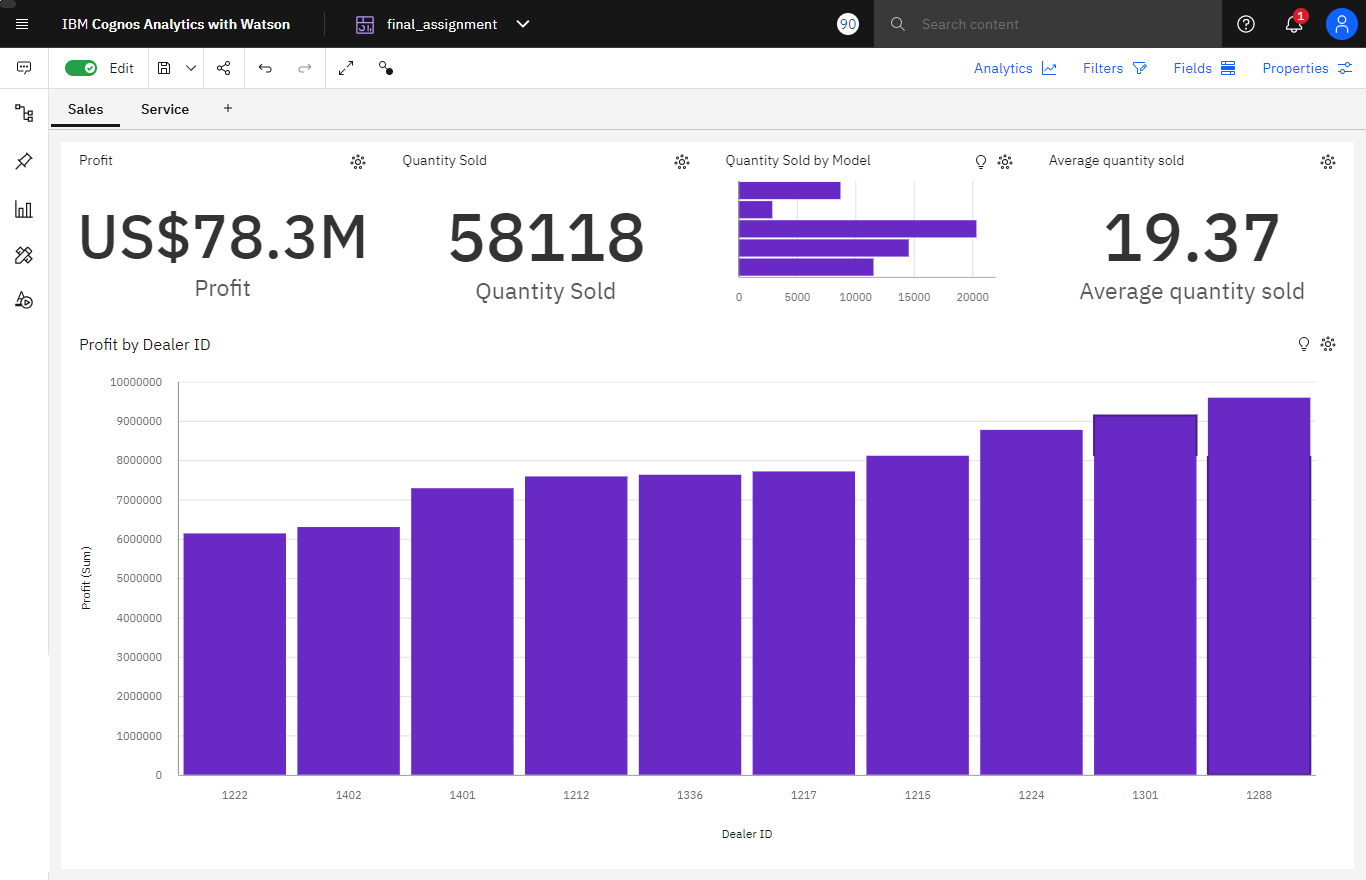 IBM Cognos Analytics with Watson
final_assignment
90
Search content
1
Edit
Analytics
Filters
Fields
Properties
Sales
Service
+
Profit
Quantity Sold
Quantity Sold by Model
Average quantity sold
US$78.3M
Profit
58118
Quantity Sold
0 5000 10000 15000 20000
19.37
Average quantity sold
Profit by Dealer ID
Profit (Sum)
10000000
9000000
8000000
7000000
6000000
5000000
4000000
3000000
2000000
1000000
0
1222 1402 1401 1212 1336 1217 1215 1224 1301 1288
Dealer ID